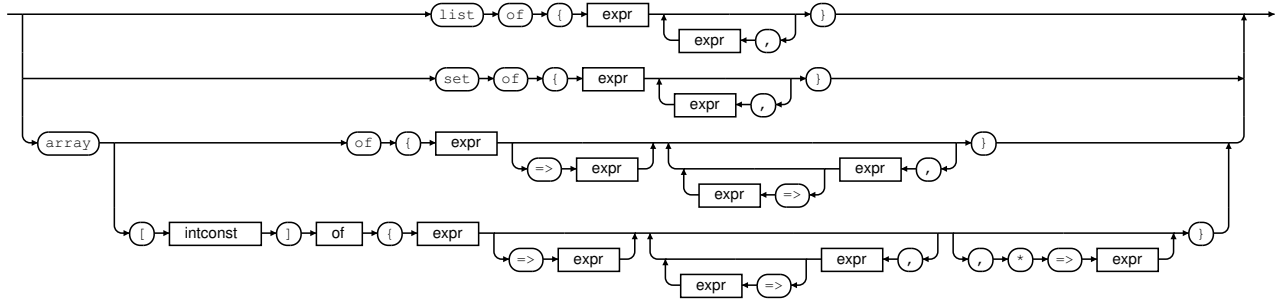 list of { expr }
expr ,
set of { expr }
expr ,
array of { expr }
=> expr expr ,
expr =>
[ intconst ] of { expr }
=> expr expr , , * => expr
expr =>